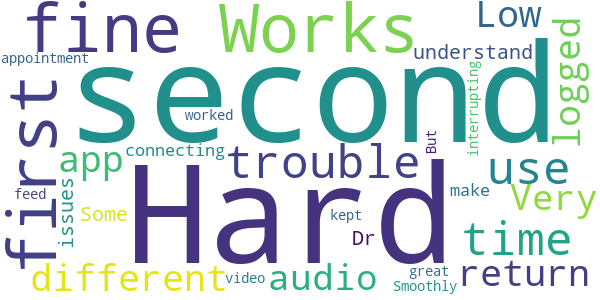 fine Works Low
understand
appointment
second
logged
first
worked
interrupting
But
app connecting trouble use
Hard
feed issues Some
make Very
kept
Dr time
different video audio great return
Smoothly